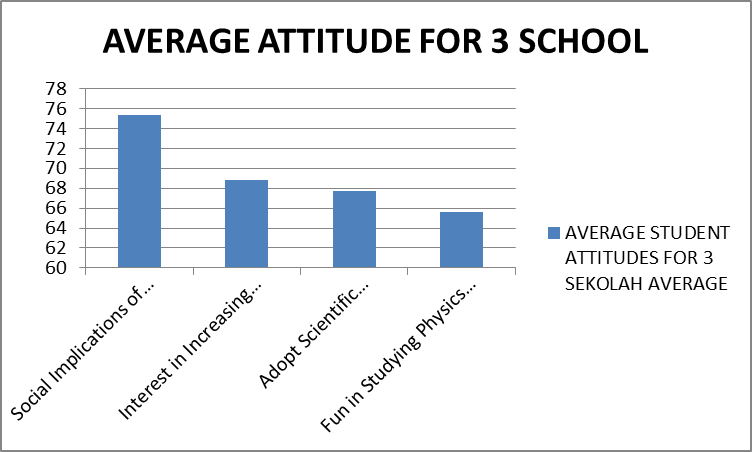 AVERAGE ATTITUDE FOR 3 SCHOOL
78
76
74
72
70
68
66
64
62
60
Social Implications of...
Interest in Increasing...
Adopt Scientific...
Fun in Studying Physics...
AVERAGE STUDENT
ATTITUDES FOR 3
SEKOLAH AVERAGE